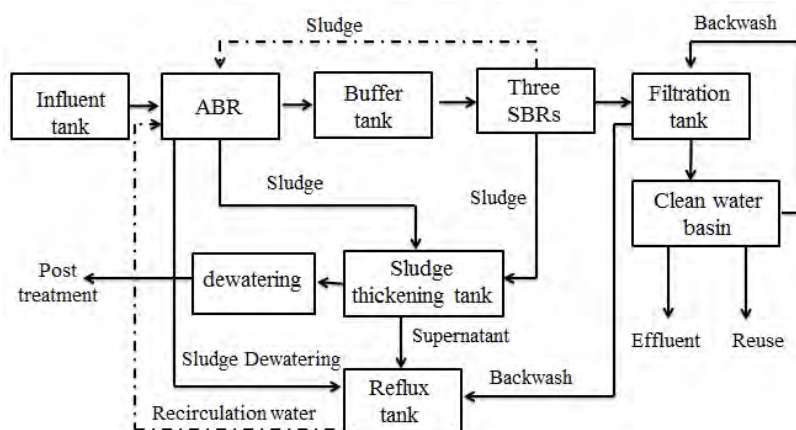 Sludge
Backwash
Influent
tank
ABR
Buffer
tank
Three
SBRs
Filtration
tank
Sludge
Sludge
Clean water
basin
Post
treatment
dewatering
Sludge
thickening tank
Supernatant
Effluent
Reuse
Sludge Dewatering
Reflux
tank
Backwash
Recirculation water